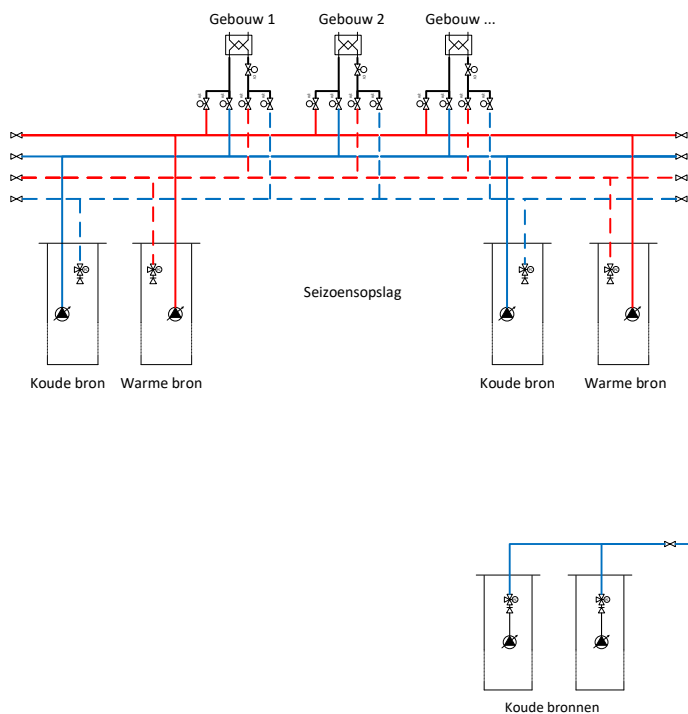 Gebouw 1
Gebouw 2
Gebouw ...
Seizoensopslag
Koude bron
Warme bron
Koude bron
Warme bron
Koude bronnen